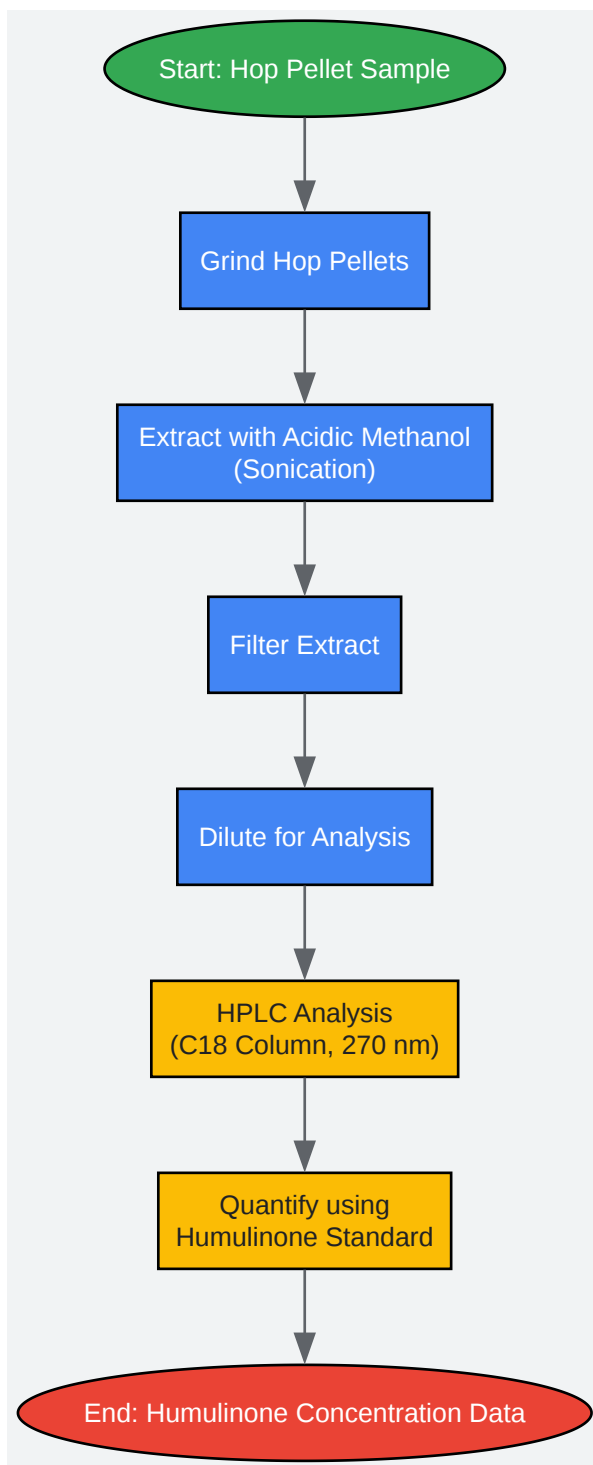 Start: Hop Pellet Sample
Grind Hop Pellets
Extract with Acidic Methanol
(Sonication)
Filter Extract
Dilute for Analysis
HPLC Analysis
(C18 Column, 270 nm)
Quantify using
Humulinone Standard
End: Humulinone Concentration Data